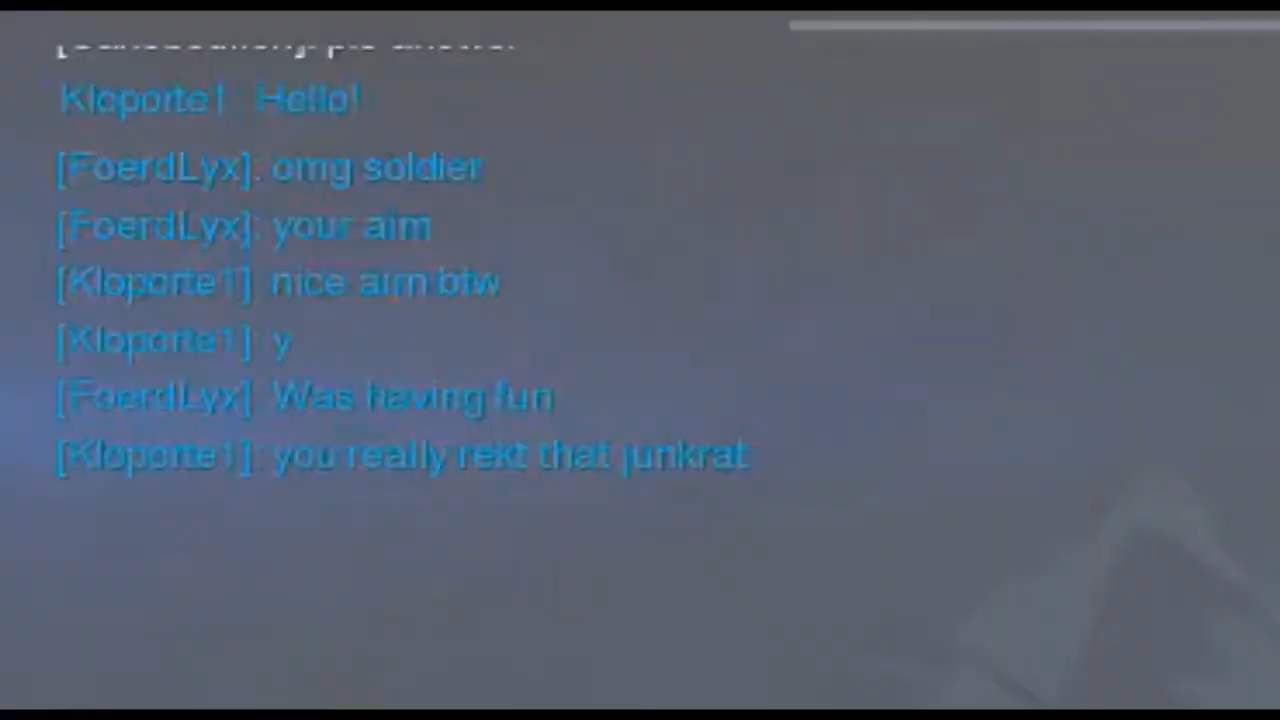 Kloporte1 : Hello!
[FoerdLyx]: omg soldier
[FoerdLyx]: your aim
[Kloporte1]: nice aim btw
[Kloporte1]: y
[FoerdLyx]: Was having fun
[Kloporte1]: you really rekt that junkrat